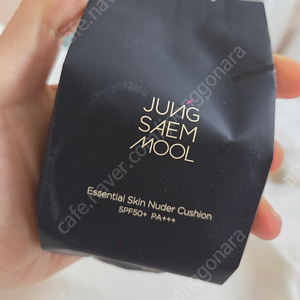 JUNG
SAEM
MOOL
Essential Skin Nuder Cushion
SPF50+ PA+++